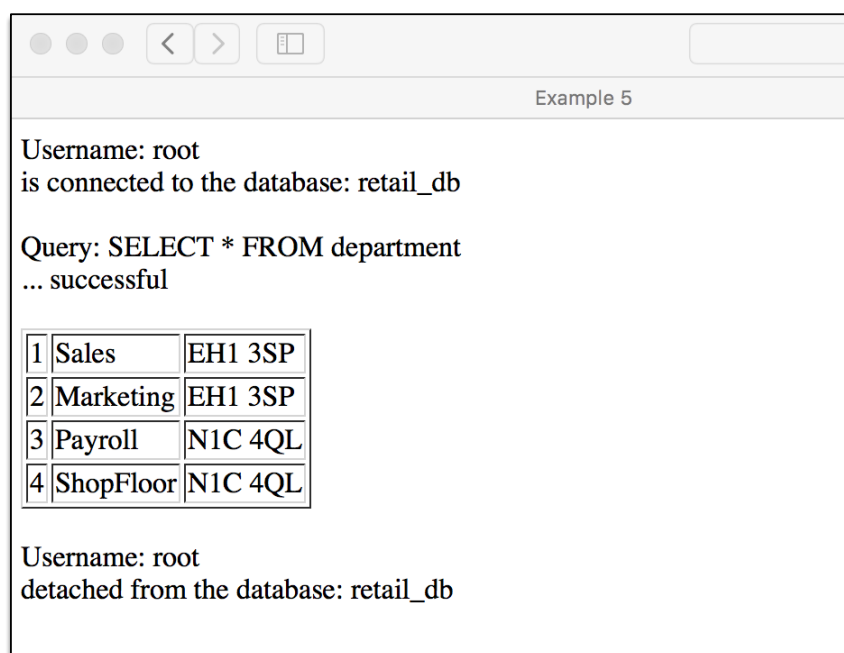 Example 5
Username: root
is connected to the database: retail_db
Query: SELECT * FROM department
... successful
1 Sales EH1 3SP
2 Marketing EH1 3SP
3 Payroll N1C 4QL
4 ShopFloor N1C 4QL
Username: root
detached from the database: retail_db